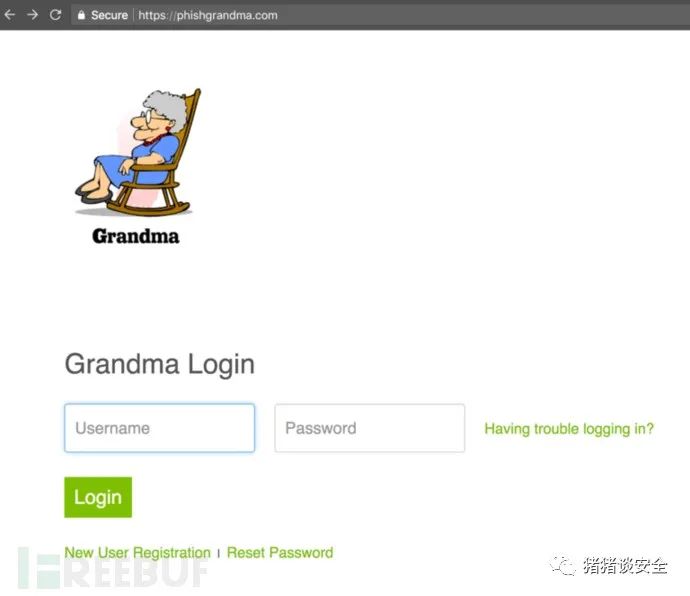 Secure https://phishgrandma.com
Grandma
Grandma Login
Username Password Having trouble logging in?
Login
New User Registration | Reset Password
FREEBUF
猪猪谈安全